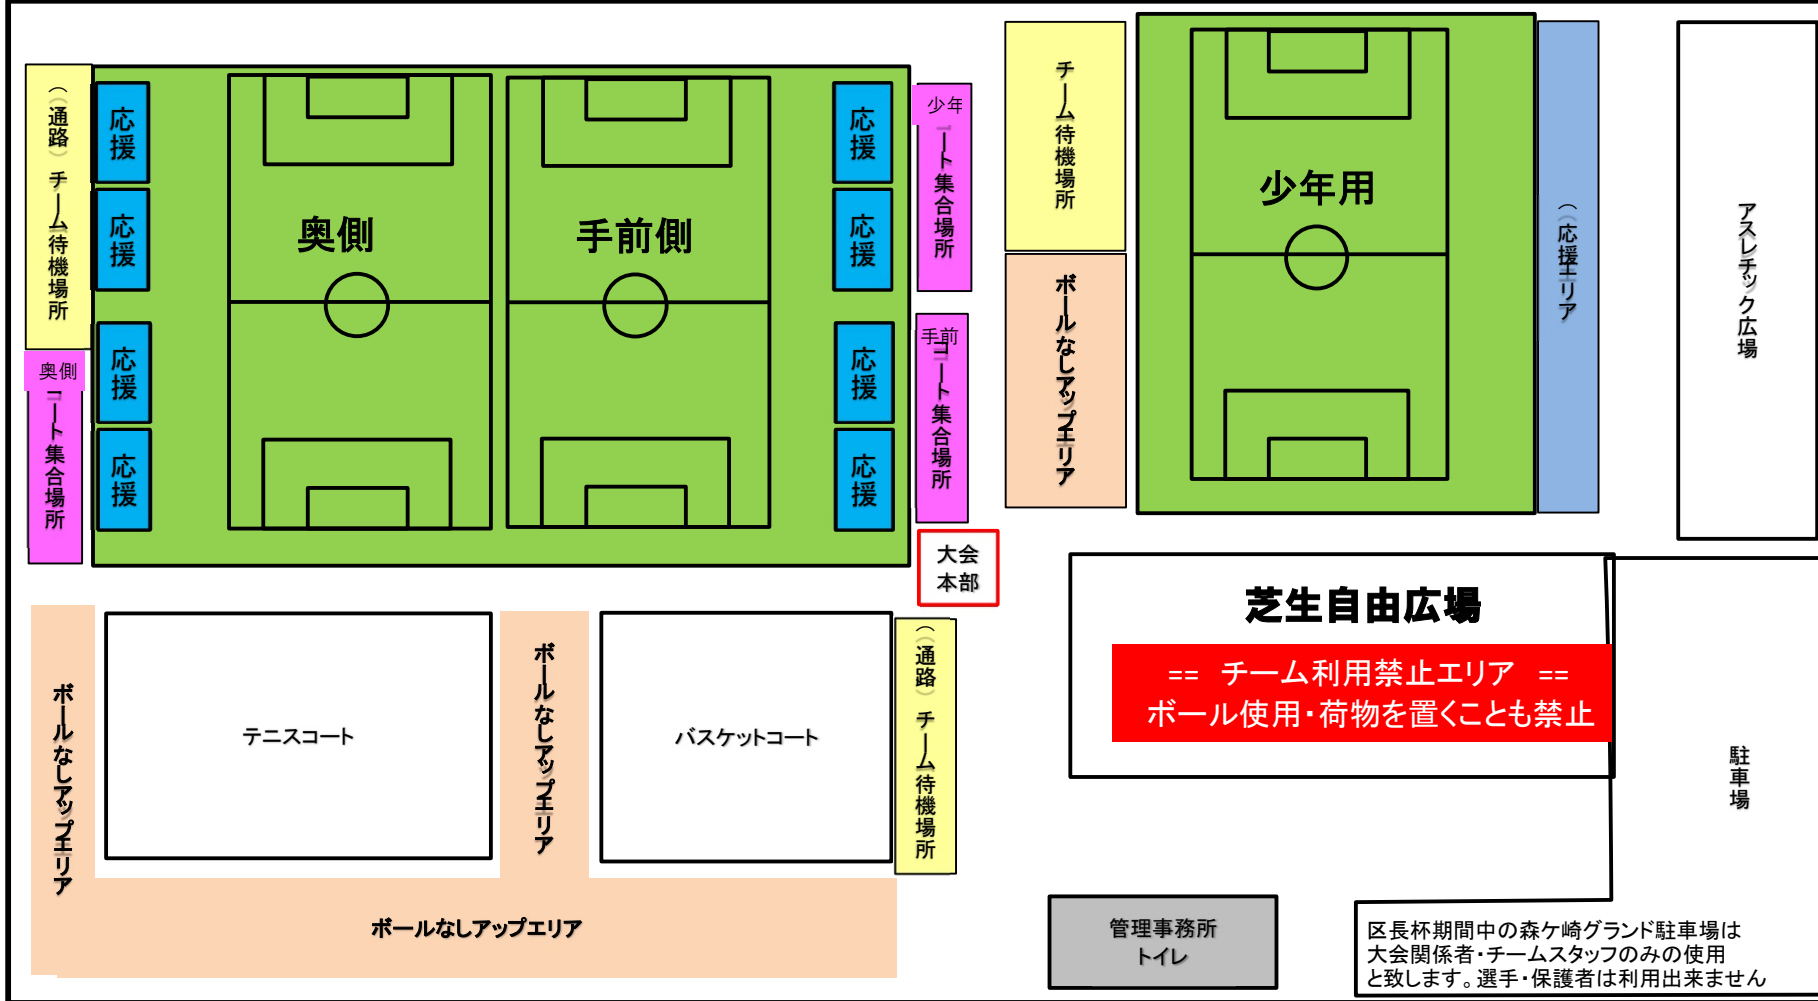 （通路）チーム待機場所
奥側
コート集合場所
応援
応援
応援
応援
奥側
手前側
応援
応援
応援
応援
少年
コート集合場所
手前
コート集合場所
大会
本部
チーム待機場所
ボールなしアップエリア
少年用
（応援エリア
アスレチック広場
芝生自由広場
== チーム利用禁止エリア ==
ボール使用・荷物を置くことも禁止
駐車場
ボールなしアップエリア
テニスコート
ボールなしアップエリア
バスケットコート
（通路）チーム待機場所
ボールなしアップエリア
管理事務所
トイレ
区長杯期間中の森ケ崎グランド駐車場は
大会関係者・チームスタッフのみの使用
と致します。選手・保護者は利用出来ません